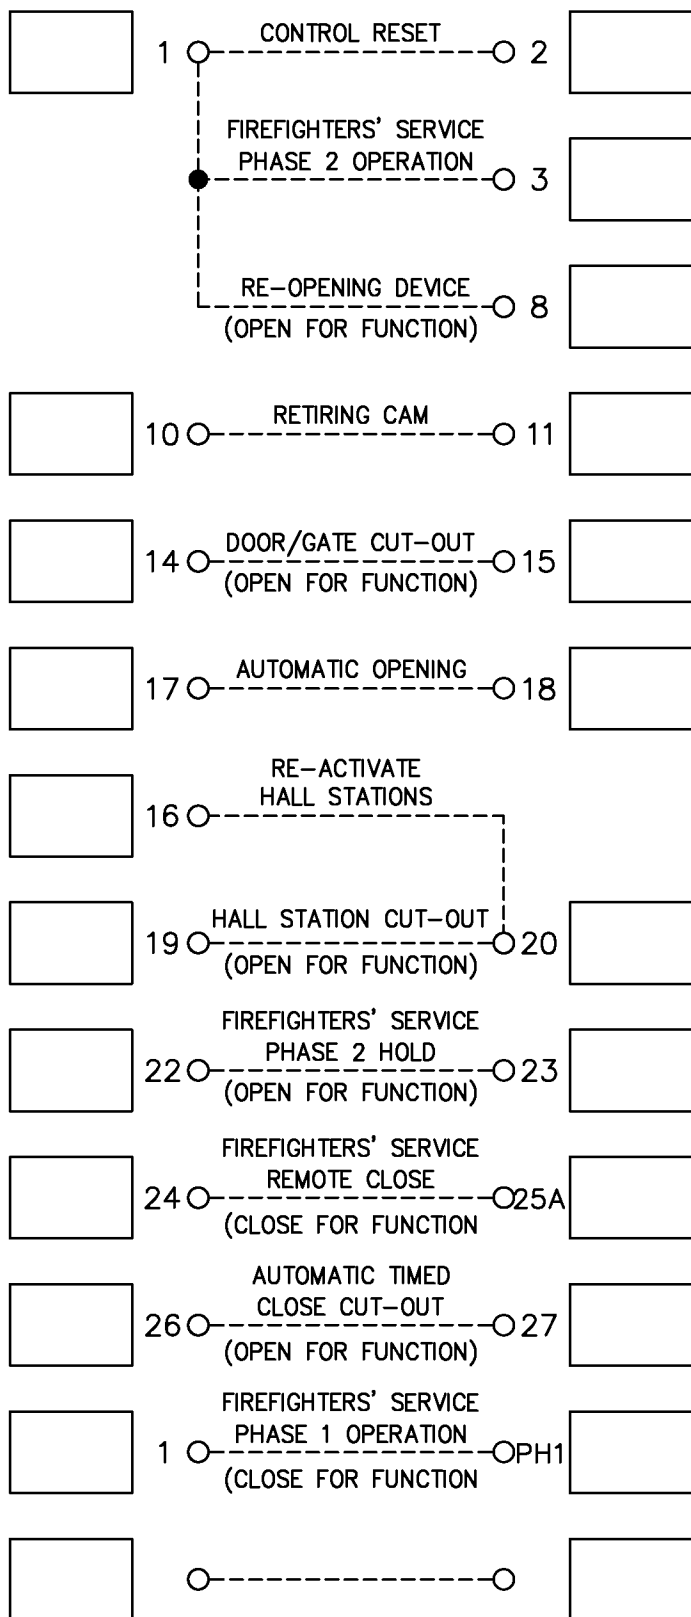 CONTROL RESET
1 2
FIREFIGHTERS' SERVICE
PHASE 2 OPERATION
3
RE-OPENING DEVICE
8
(OPEN FOR FUNCTION)
RETIRING CAM
10 11
DOOR/GATE CUT-OUT
14 15
(OPEN FOR FUNCTION)
AUTOMATIC OPENING
17 18
RE-ACTIVATE
HALL STATIONS
16
HALL STATION CUT-OUT
19 20
(OPEN FOR FUNCTION)
FIREFIGHTERS' SERVICE
PHASE 2 HOLD
22 23
(OPEN FOR FUNCTION)
FIREFIGHTERS' SERVICE
REMOTE CLOSE
24 25A
(CLOSE FOR FUNCTION
AUTOMATIC TIMED
CLOSE CUT-OUT
26 27
(OPEN FOR FUNCTION)
FIREFIGHTERS' SERVICE
PHASE 1 OPERATION
1 PH1
(CLOSE FOR FUNCTION